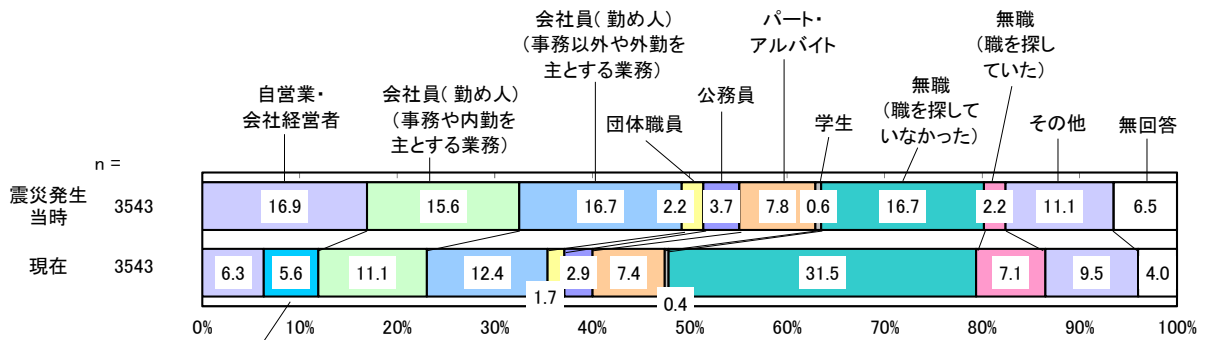 会社員( 勤め人)
(事務以外や外勤を
主とする業務)
パート・
アルバイト
無職
(職を探し
ていた)
自営業・
会社経営者
会社員( 勤め人)
(事務や内勤を
主とする業務)
団体職員
公務員
学生
無職
(職を探して
いなかった)
その他
無回答
n =
震災発生
当時
3543
16.9
15.6
16.7
2.2
3.7
7.8
0.6
16.7
2.2
11.1
6.5
現在
3543
6.3
5.6
11.1
12.4
1.7
2.9
7.4
0.4
31.5
7.1
9.5
4.0
0%
10%
20%
30%
40%
50%
60%
70%
80%
90%
100%